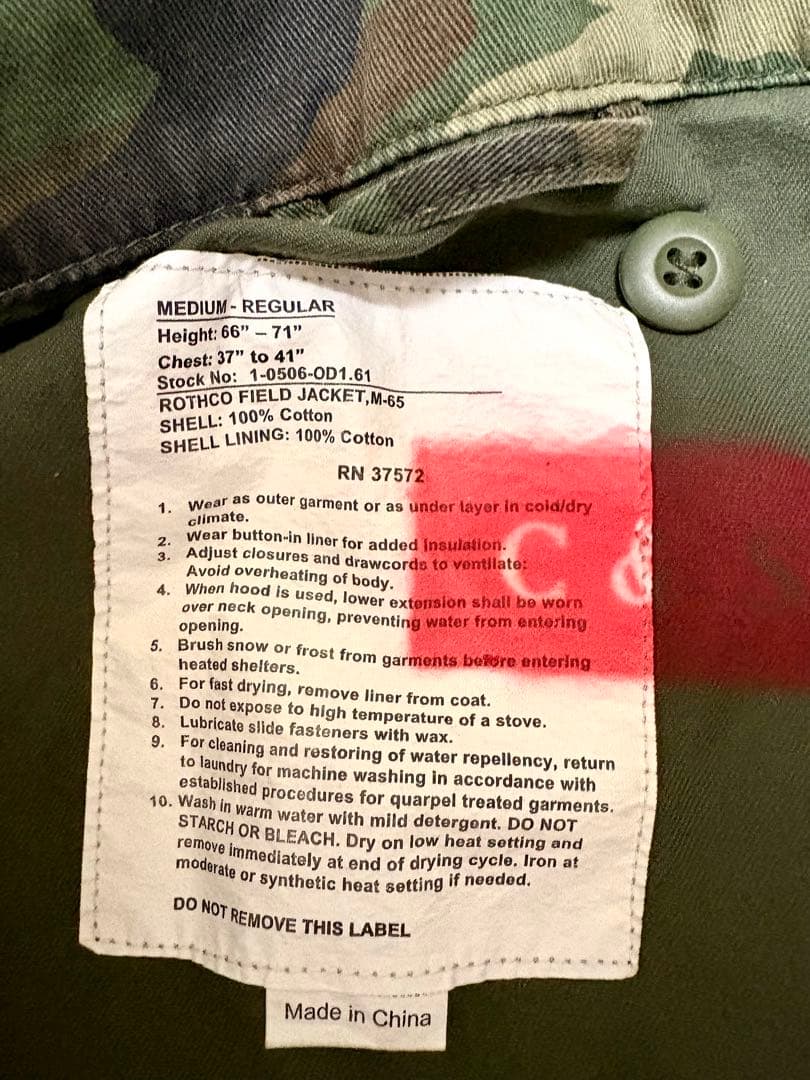 MEDIUM - REGULAR
Height: 66" – 71"
Chest: 37" to 41"
Stock No: 1-0506-OD1.61
ROTHCO FIELD JACKET,M-65
SHELL: 100% Cotton
SHELL LINING: 100% Cotton
RN 37572
1. Wear as outer garment or as under layer in cold/dry
climate.
2. Wear button-in liner for added insulation.
3. Adjust closures and drawcords to ventilate:
Avoid overheating of body.
4. When hood is used, lower extension shall be worn
over neck opening, preventing water from entering
opening.
5. Brush snow or frost from garments before entering
heated shelters.
6. For fast drying, remove liner from coat.
7. Do not expose to high temperature of a stove.
8. Lubricate slide fasteners with wax.
9. For cleaning and restoring of water repellency, return
to laundry for machine washing in accordance with
established procedures for quarpel treated garments.
10. Wash in warm water with mild detergent. DO NOT
STARCH OR BLEACH. Dry on low heat setting and
remove immediately at end of drying cycle. Iron at
moderate or synthetic heat setting if needed.
DO NOT REMOVE THIS LABEL
Made in China
C &